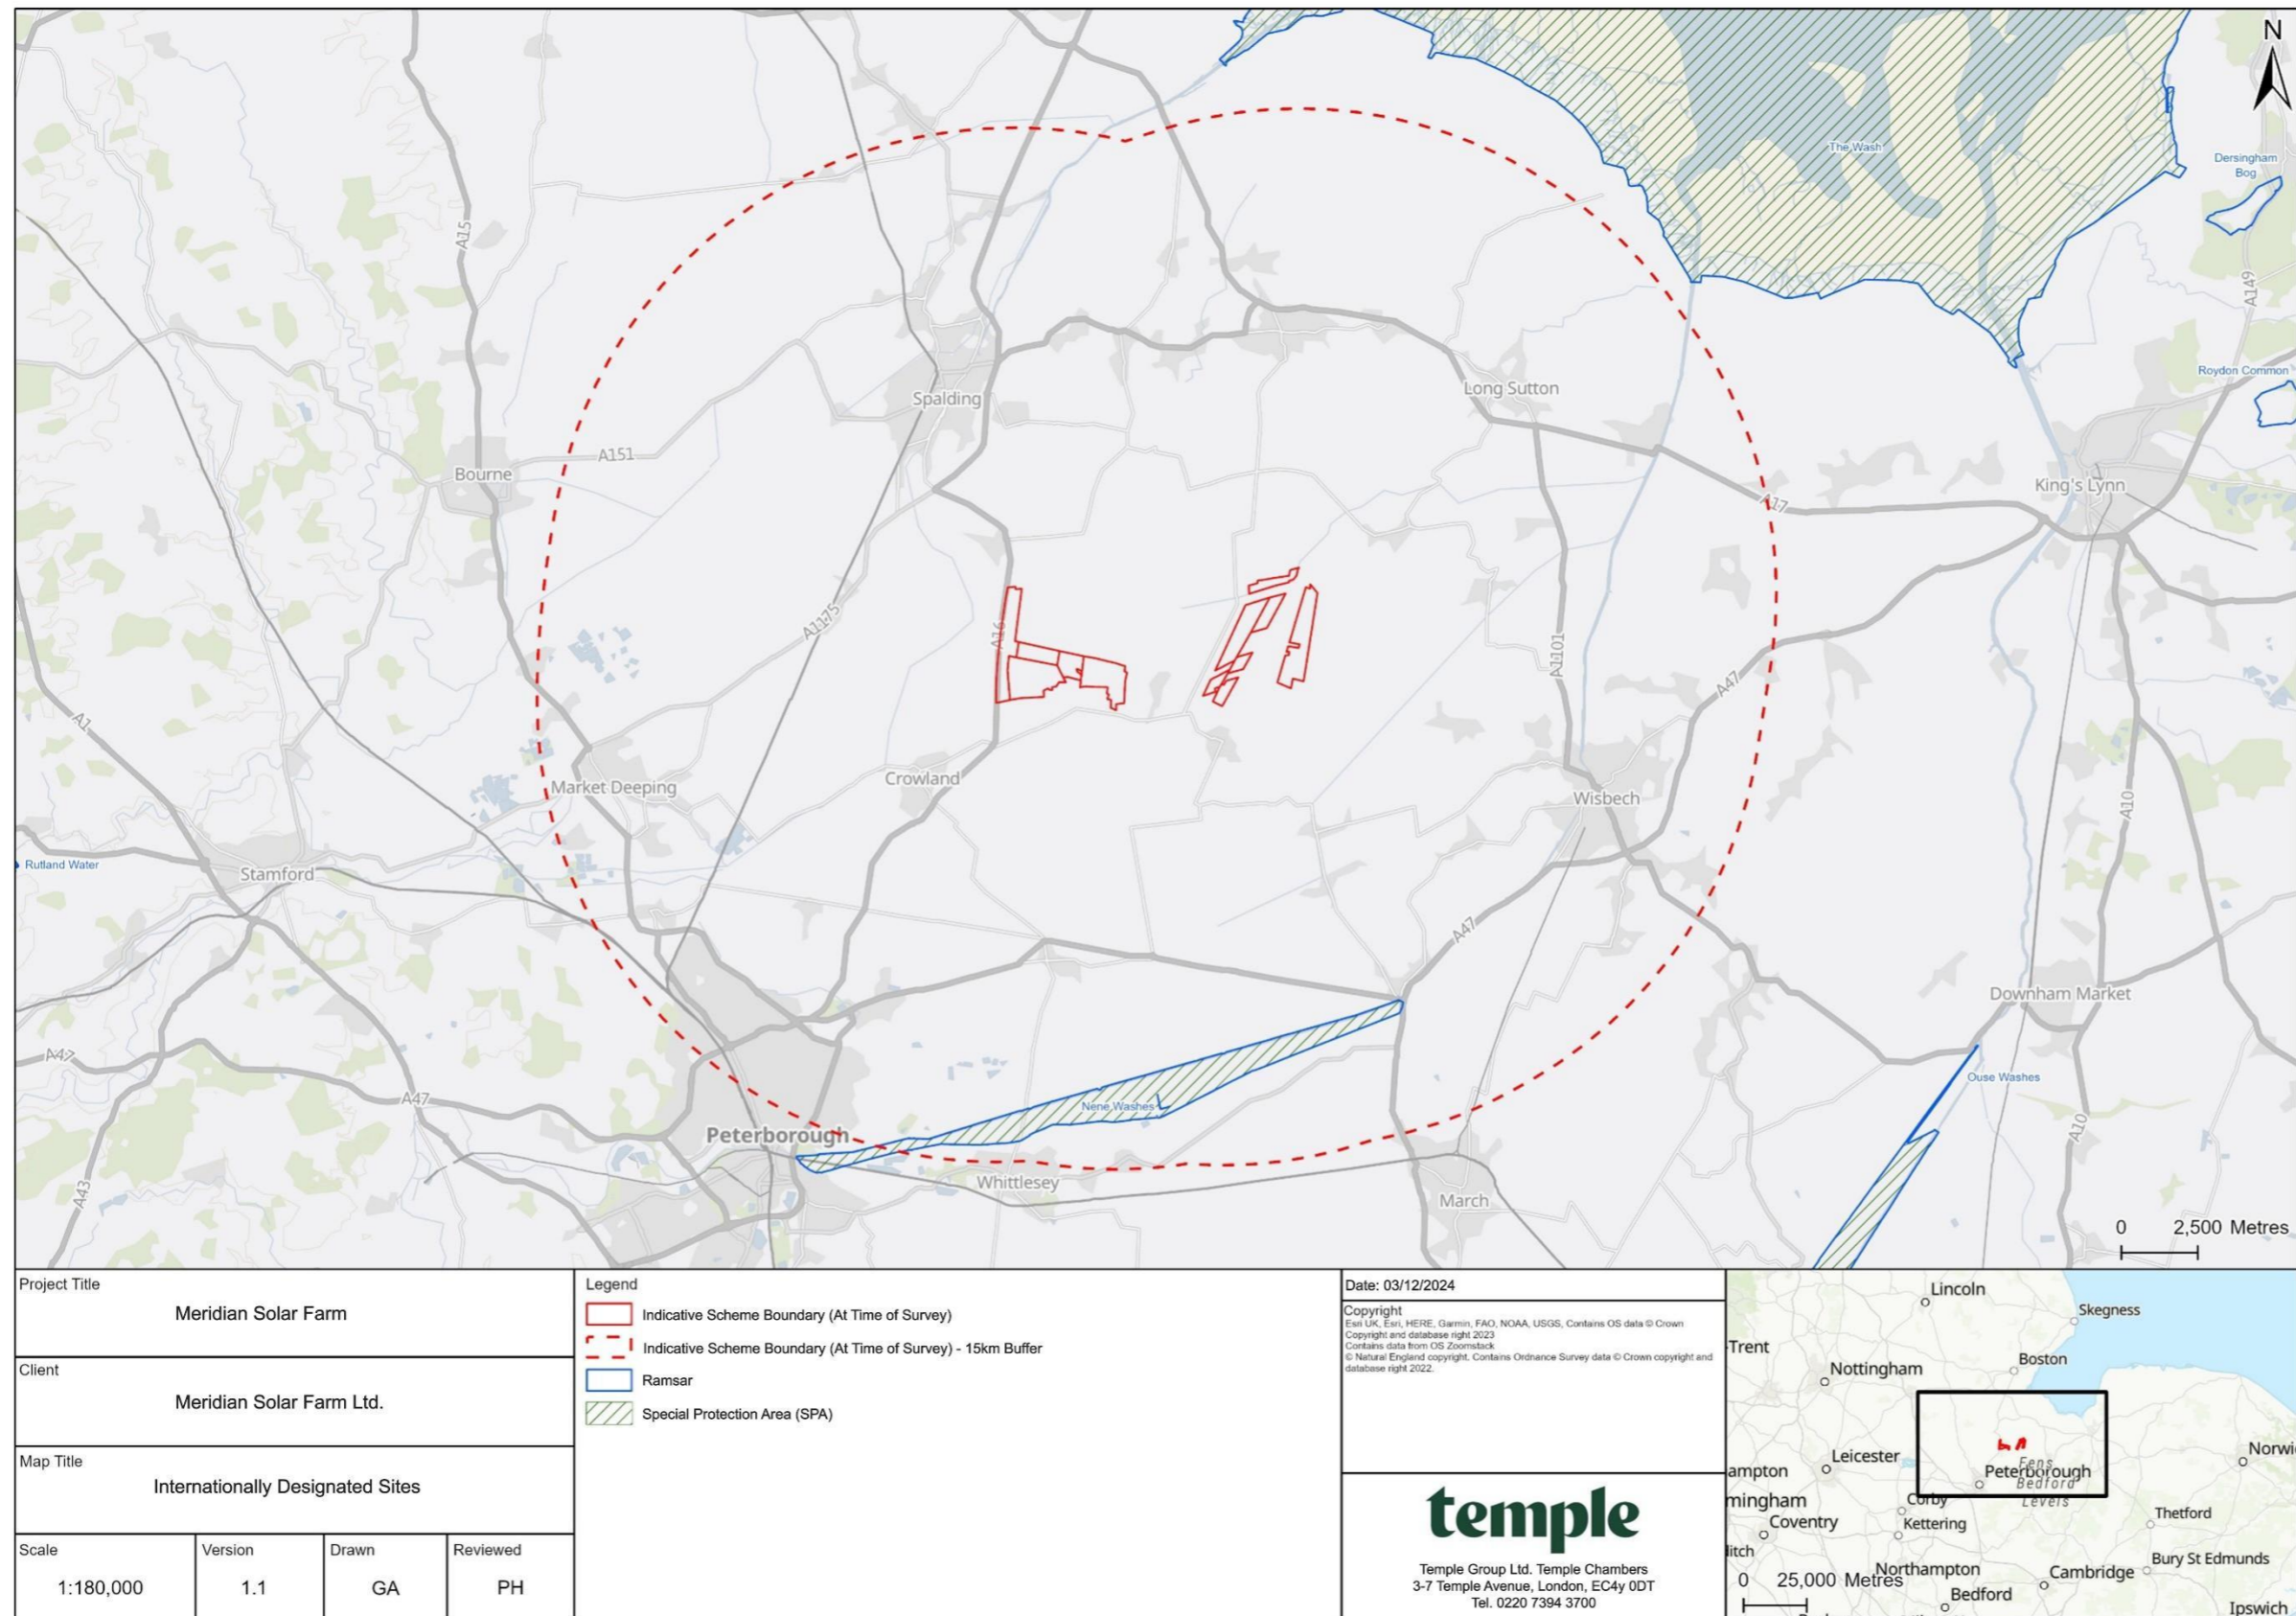 N
The Wash
Dersingham
Bog
A15
A149
Roydon Common
Long Sutton
Spalding
A151
Bourne
King's Lynn
A17
A1175
A16
A1101
A47
A1
Market Deeping
Crowland
Wisbech
A10
Rutland Water
Stamford
A47
Downham Market
A47
Ouse Washes
A47
Nene Washes
Peterborough
A10
Whittlesey
A43
March
0 2,500 Metres
Project Title
Meridian Solar Farm
Client
Meridian Solar Farm Ltd.
Map Title
Internationally Designated Sites
Scale
1:180,000
Version
1.1
Drawn
GA
Reviewed
PH
Legend
Indicative Scheme Boundary (At Time of Survey)
Indicative Scheme Boundary (At Time of Survey) - 15km Buffer
Ramsar
Special Protection Area (SPA)
Date: 03/12/2024
Copyright
Esri UK, Esri, HERE, Garmin, FAO, NOAA, USGS, Contains OS data © Crown
Copyright and database right 2023
Contains data from OS Zoomstack
© Natural England copyright. Contains Ordnance Survey data © Crown copyright and
database right 2022.
temple
Temple Group Ltd. Temple Chambers
3-7 Temple Avenue, London, EC4y 0DT
Tel. 0220 7394 3700
Lincoln
Skegness
Trent
Boston
Nottingham
Leicester
Norwi
Fens
ampton
Peterborough
Bedford
Levels
mingham
Corby
Thetford
Coventry
Kettering
litch
Bury St Edmunds
Northampton
Cambridge
0 25,000 Metres
Bedford
Ipswich